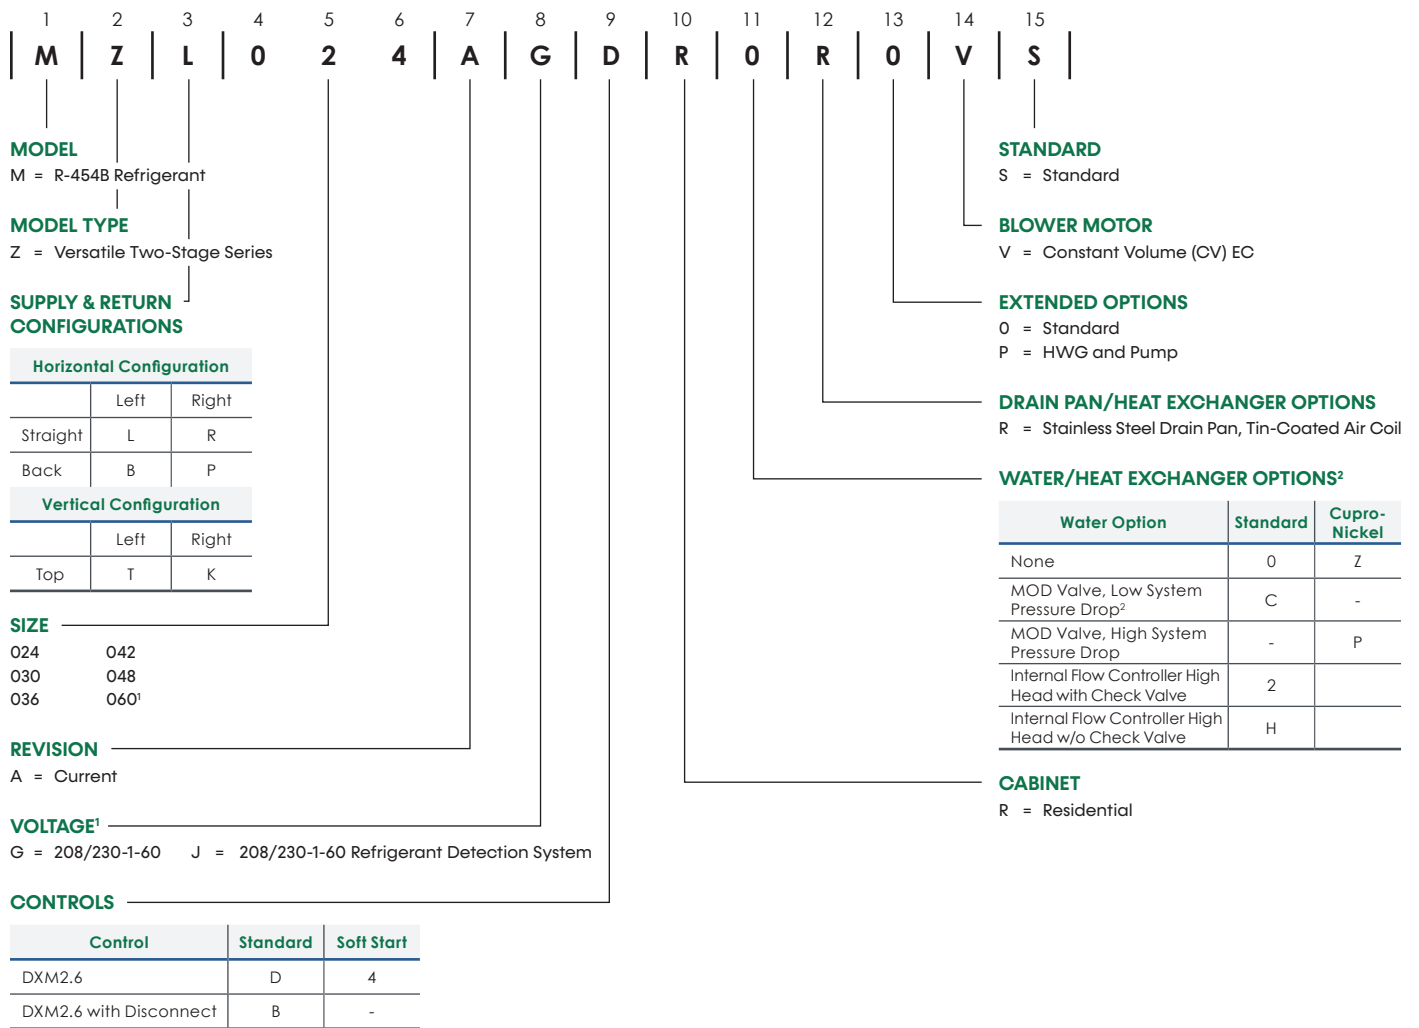 1 2 3 4 5 6 7 8 9 10 11 12 13 14 15
M Z L 0 2 4 A G D R 0 R 0 V S
MODEL
M = R-454B Refrigerant
MODEL TYPE
Z = Versatile Two-Stage Series
SUPPLY & RETURN
CONFIGURATIONS
Horizontal Configuration
Left Right
Straight L R
Back B P
Vertical Configuration
Left Right
Top T K
SIZE
024 042
030 048
036 060¹
REVISION
A = Current
VOLTAGE¹
G = 208/230-1-60 J = 208/230-1-60 Refrigerant Detection System
CONTROLS
Control Standard Soft Start
DXM2.6 D 4
DXM2.6 with Disconnect B -
STANDARD
S = Standard
BLOWER MOTOR
V = Constant Volume (CV) EC
EXTENDED OPTIONS
0 = Standard
P = HWG and Pump
DRAIN PAN/HEAT EXCHANGER OPTIONS
R = Stainless Steel Drain Pan, Tin-Coated Air Coil
WATER/HEAT EXCHANGER OPTIONS²
Water Option Standard Cupro-
Nickel
None 0 Z
MOD Valve, Low System
Pressure Drop² C -
MOD Valve, High System
Pressure Drop - P
Internal Flow Controller High
Head with Check Valve 2
Internal Flow Controller High
Head w/o Check Valve H
CABINET
R = Residential